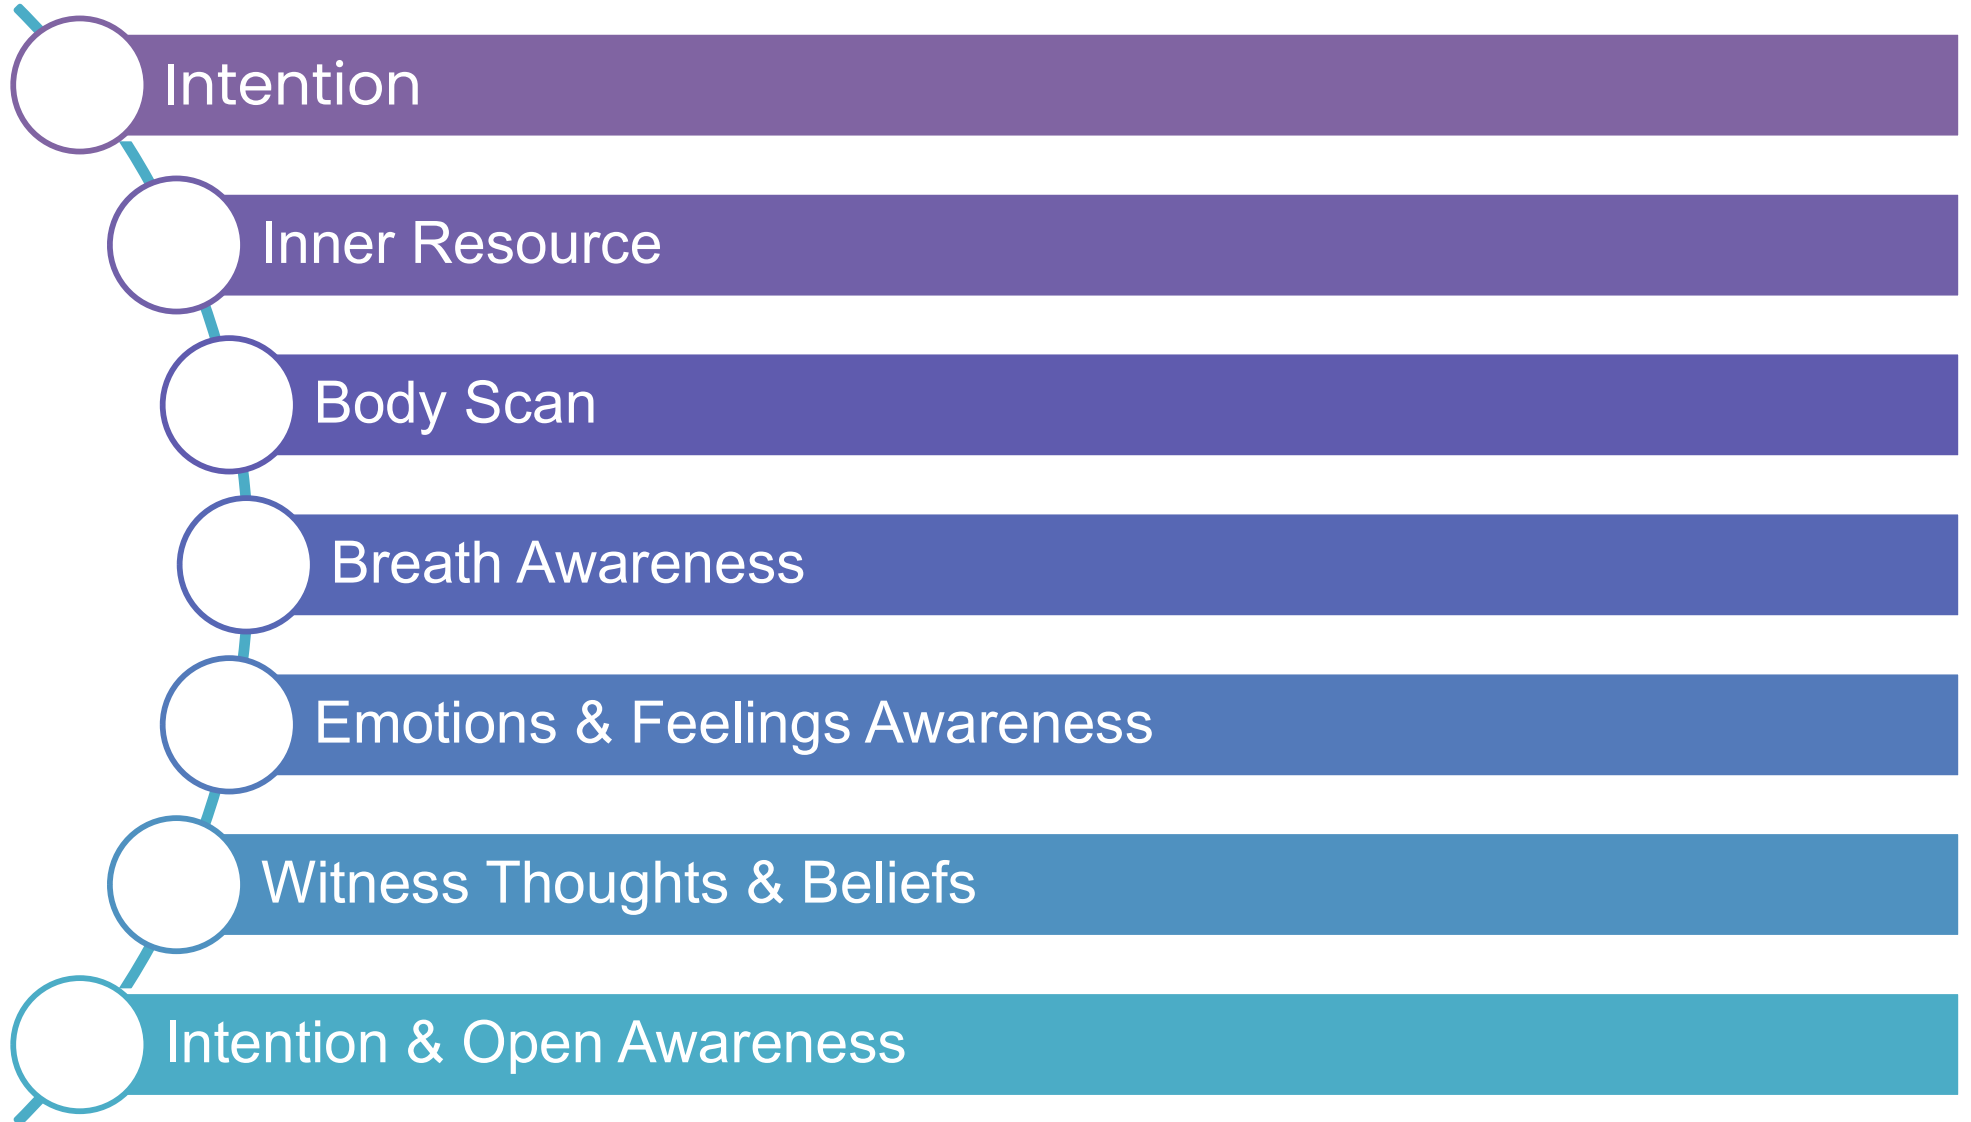 Intention
Inner Resource
Body Scan
Breath Awareness
Emotions & Feelings Awareness
Witness Thoughts & Beliefs
Intention & Open Awareness